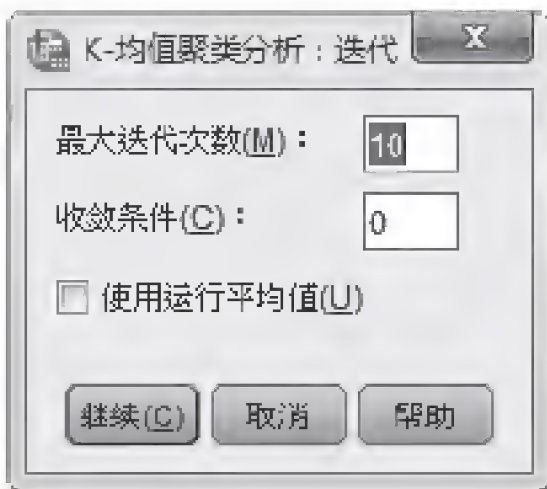 K-均值聚类分析：迭代
最大迭代次数(M)： 10
收敛条件(C)： 0
使用运行平均值(U)
继续(C) 取消 帮助